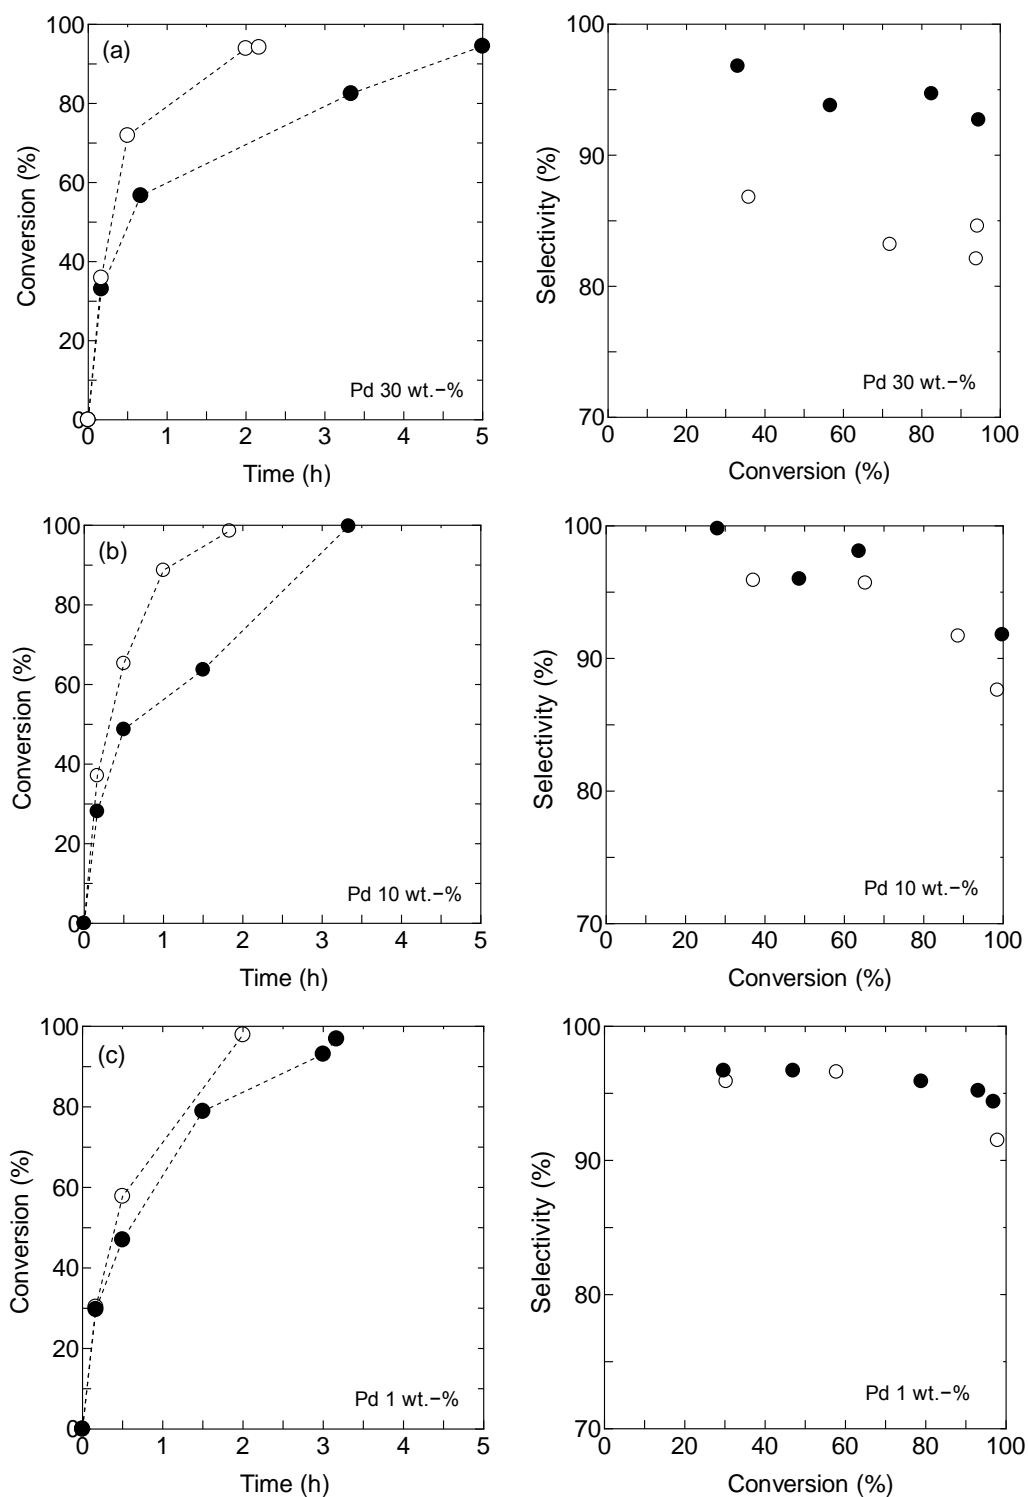 (a)
Conversion (%)
100
80
60
40
20
0
Pd 30 wt.−%
0 1 2 3 4 5
Time (h)
Selectivity (%)
100
90
80
70
Pd 30 wt.−%
0 20 40 60 80 100
Conversion (%)
(b)
Conversion (%)
100
80
60
40
20
0
Pd 10 wt.−%
0 1 2 3 4 5
Time (h)
Selectivity (%)
100
90
80
70
Pd 10 wt.−%
0 20 40 60 80 100
Conversion (%)
(c)
Conversion (%)
100
80
60
40
20
0
Pd 1 wt.−%
0 1 2 3 4 5
Time (h)
Selectivity (%)
100
90
80
70
Pd 1 wt.−%
0 20 40 60 80 100
Conversion (%)